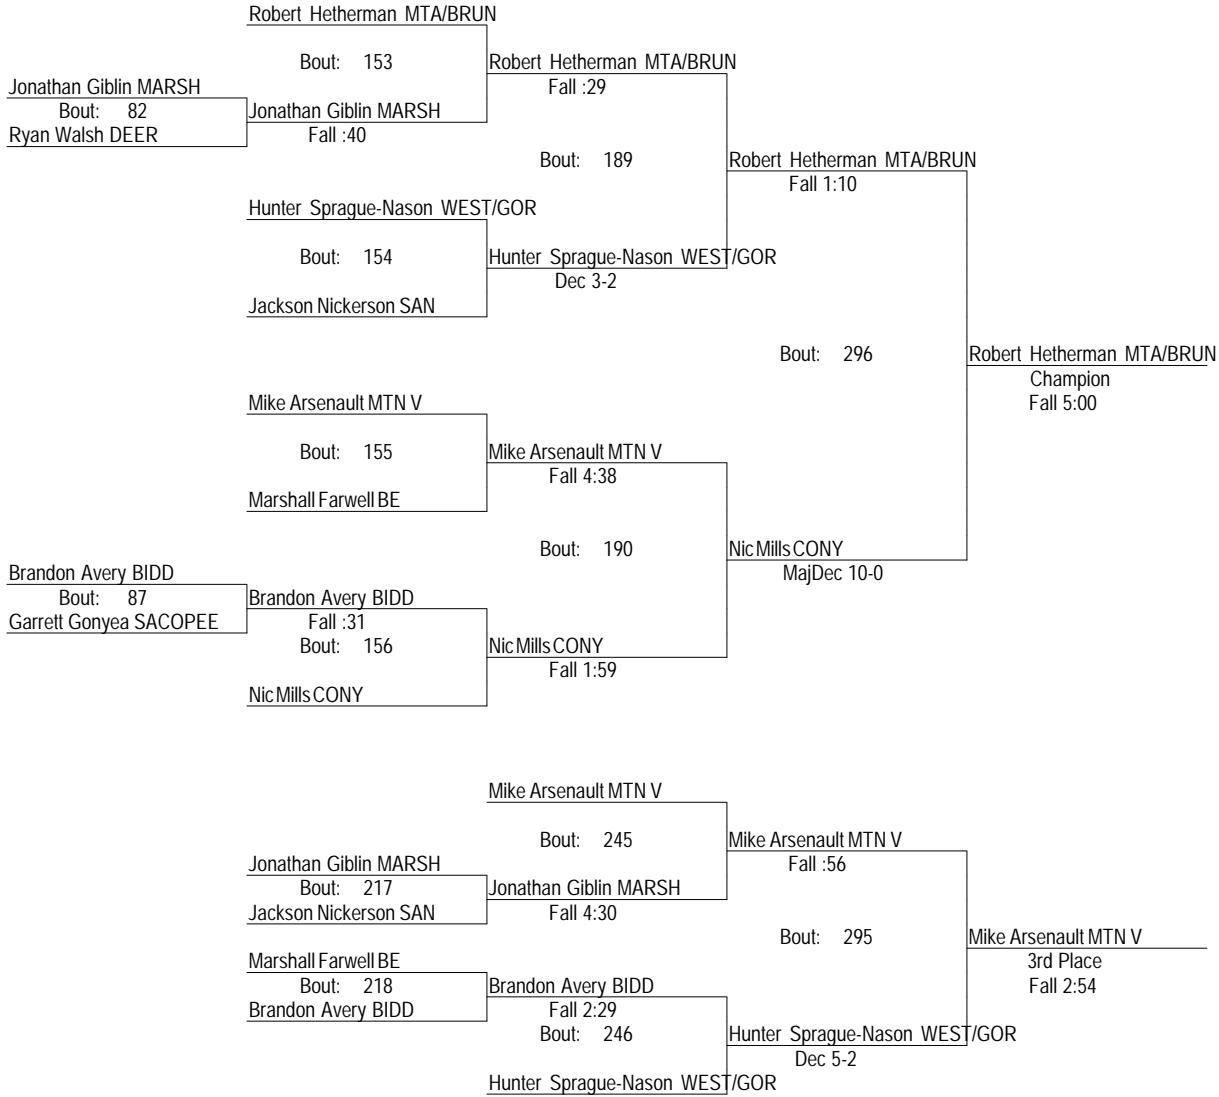 Robert Hetherman MTA/BRUN
Bout: 153
Robert Hetherman MTA/BRUN
Jonathan Giblin MARSH
Fall :29
Bout: 82
Jonathan Giblin MARSH
Ryan Walsh DEER
Fall :40
Bout: 189
Robert Hetherman MTA/BRUN
Fall 1:10
Hunter Sprague-Nason WEST/GOR
Bout: 154
Hunter Sprague-Nason WEST/GOR
Dec 3-2
Jackson Nickerson SAN
Bout: 296
Robert Hetherman MTA/BRUN
Champion
Fall 5:00
Mike Arsenault MTN V
Bout: 155
Mike Arsenault MTN V
Fall 4:38
Marshall Farwell BE
Bout: 190
Nic Mills CONY
MajDec 10-0
Brandon Avery BIDD
Bout: 87
Brandon Avery BIDD
Garrett Gonyea SACOPEE
Fall :31
Bout: 156
Nic Mills CONY
Fall 1:59
Nic Mills CONY
Mike Arsenault MTN V
Bout: 245
Mike Arsenault MTN V
Fall :56
Jonathan Giblin MARSH
Bout: 217
Jonathan Giblin MARSH
Jackson Nickerson SAN
Fall 4:30
Bout: 295
Mike Arsenault MTN V
3rd Place
Fall 2:54
Marshall Farwell BE
Bout: 218
Brandon Avery BIDD
Brandon Avery BIDD
Fall 2:29
Bout: 246
Hunter Sprague-Nason WEST/GOR
Dec 5-2
Hunter Sprague-Nason WEST/GOR